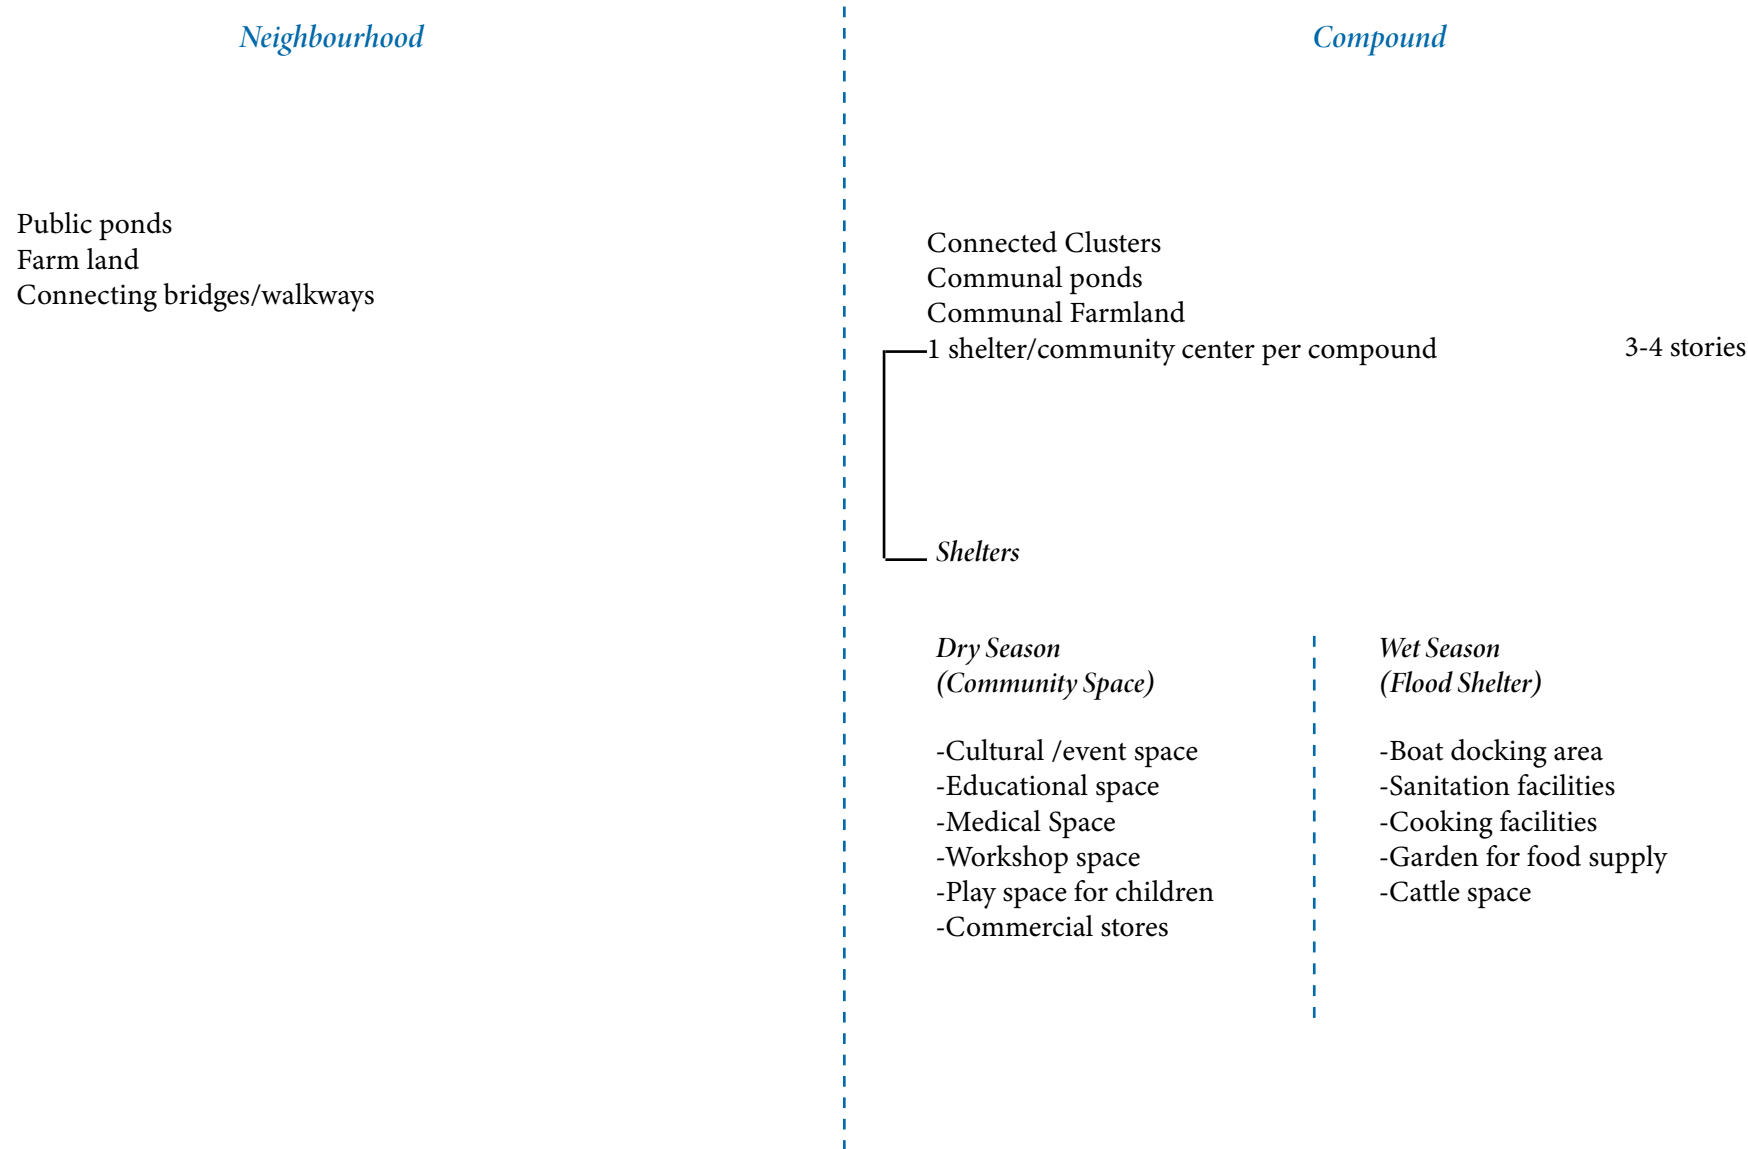 Neighbourhood
Public ponds
Farm land
Connecting bridges/walkways
Compound
Connected Clusters
Communal ponds
Communal Farmland
1 shelter/community center per compound 3-4 stories
Shelters
Dry Season
(Community Space)
-Cultural /event space
-Educational space
-Medical Space
-Workshop space
-Play space for children
-Commercial stores
Wet Season
(Flood Shelter)
-Boat docking area
-Sanitation facilities
-Cooking facilities
-Garden for food supply
-Cattle space